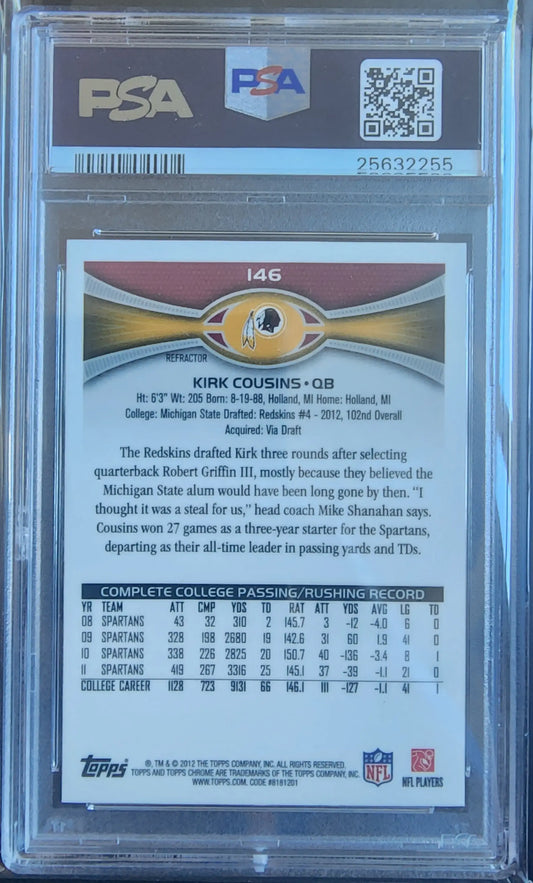 PSA PSA
25632255
146
REFRACTOR
KIRK COUSINS • QB
Ht: 6'3" Wt: 205 Born: 8-19-88, Holland, MI Home: Holland, MI
College: Michigan State Drafted: Redskins #4 - 2012, 102nd Overall
Acquired: Via Draft
The Redskins drafted Kirk three rounds after selecting
quarterback Robert Griffin III, mostly because they believed the
Michigan State alum would have been long gone by then. "I
thought it was a steal for us," head coach Mike Shanahan says.
Cousins won 27 games as a three-year starter for the Spartans,
departing as their all-time leader in passing yards and TDs.
COMPLETE COLLEGE PASSING/RUSHING RECORD
YR TEAM ATT CMP YDS TD RAT ATT YDS AVG LG TD
08 SPARTANS 43 32 310 2 145.7 3 -12 -4.0 6 0
09 SPARTANS 328 198 2680 19 142.6 31 60 1.9 41 0
10 SPARTANS 338 226 2825 20 150.7 40 -136 -3.4 8 1
11 SPARTANS 419 267 3316 25 145.1 37 -39 -1.1 21 0
COLLEGE CAREER 1128 723 9131 66 146.1 111 -127 -1.1 41 1
Topps
®, TM & © 2012 THE TOPPS COMPANY, INC. ALL RIGHTS RESERVED.
TOPPS AND TOPPS CHROME ARE TRADEMARKS OF THE TOPPS COMPANY, INC.
WWW.TOPPS.COM. CODE #8181201
NFL
NFL PLAYERS